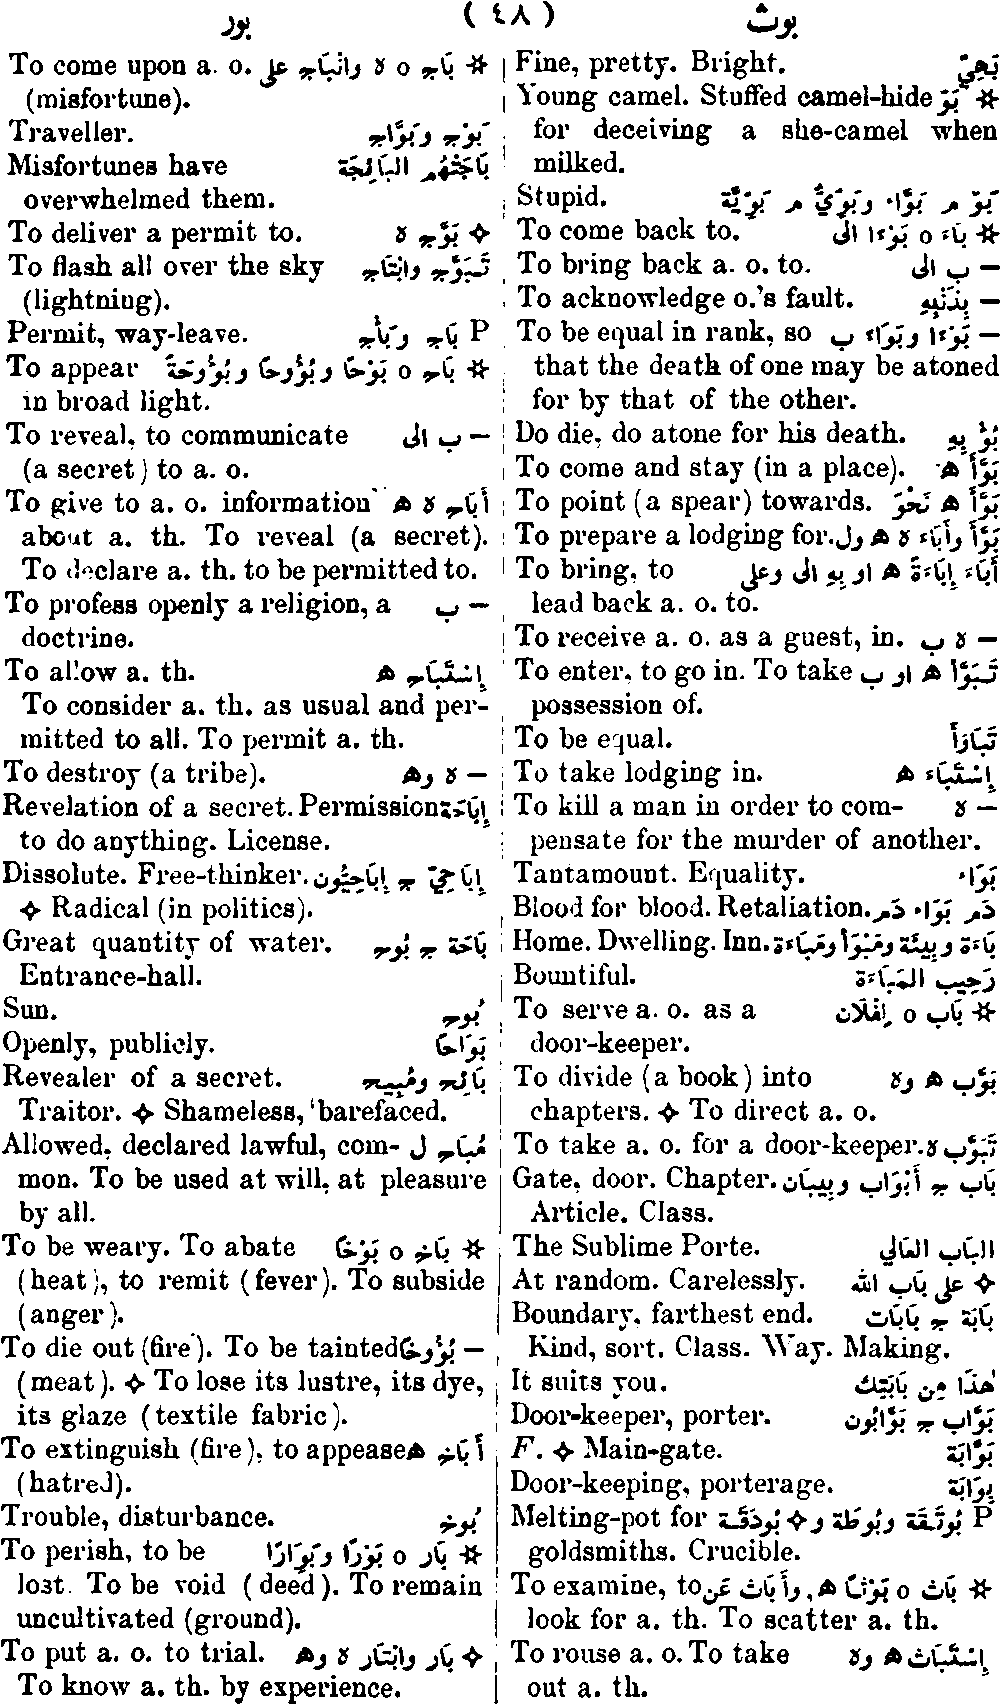 بور ( ٤٨ ) بوث
Fine, pretty. Bright. بَهِيّ
Young camel. Stuffed camel-hide بَوّ ✲
for deceiving a she-camel when
milked.
Stupid. بَوّ م بَوَّاء وبَوِيّ م بَوِيَّة
To come back to. ✲ بَاءَ o بَوْءًا الى
To bring back a. o. to. — ب الى
To acknowledge o.'s fault. — بِذَنْبِهِ
To be equal in rank, so — بَوْءًا وبَوَاءً ب
that the death of one may be atoned
for by that of the other.
Do die, do atone for his death. بُؤْ بِهِ
To come and stay (in a place). بَوَّأَ ه
To point (a spear) towards. بَوَّأَ ه نَحْوَ
To prepare a lodging for. بَوَّأَ وأَبَاءَ لا ه ول
To bring, to أَبَاءَ إِبَاءَةً ه او بِهِ الى وعلى
lead back a. o. to.
To receive a. o. as a guest, in. — لا ب
To enter, to go in. To take تَبَوَّأَ ه او ب
possession of.
To be equal. تَبَاوَأَ
To take lodging in. إِسْتَبَاءَ ه
To kill a man in order to com- — لا
pensate for the murder of another.
Tantamount. Equality. بَوَاء
Blood for blood. Retaliation. دَم بَوَاء دَم
Home. Dwelling. Inn. بَاءَة وبِيئَة ومَبْوَأ ومَبَاءَة
Bountiful. رَحِيب المَبَاءَة
To serve a. o. as a ✲ بَاب o لِفُلَان
door-keeper.
To divide (a book) into بَوَّب ه ولا
chapters. ✧ To direct a. o.
To take a. o. for a door-keeper. تَبَوَّب لا
Gate, door. Chapter. بَاب ج أَبْوَاب وبِيبَان
Article. Class.
The Sublime Porte. البَاب العَالي
At random. Carelessly. ✧ على بَاب الله
Boundary, farthest end. بَابَة ج بَابَات
Kind, sort. Class. Way. Making.
It suits you. هٰذَا مِن بَابَتِكَ
Door-keeper, porter. بَوَّاب ج بَوَّابُون
F. ✧ Main-gate. بَوَّابَة
Door-keeping, porterage. بِوَابَة
Melting-pot for P بُوتَقَة وبُوطَة و ✧ بُودَقَة
goldsmiths. Crucible.
To examine, to ✲ بَاث o بَوْثًا ه, وأَبَاث عَن
look for a. th. To scatter a. th.
To rouse a. o. To take إِسْتَبَاث ه ولا
out a. th.
To come upon a. o. ✲ بَاج o لا وانْبَاج على
(misfortune).
Traveller. بَوْج وبَوَّاج
Misfortunes have بَاجَتْهُم البَائِجَة
overwhelmed them.
To deliver a permit to. ✧ بَوَّج لا
To flash all over the sky تَبَوَّج وابْتَاج
(lightning).
Permit, way-leave. P بَاج وبَأْج
To appear ✲ بَاح o بَوْحًا وبُؤُوحًا وبُؤُوحَةً
in broad light.
To reveal, to communicate — ب الى
(a secret) to a. o.
To give to a. o. information أَبَاح لا ه
about a. th. To reveal (a secret).
To declare a. th. to be permitted to.
To profess openly a religion, a — ب
doctrine.
To allow a. th. إِسْتَبَاح ه
To consider a. th. as usual and per-
mitted to all. To permit a. th.
To destroy (a tribe). — لا وه
Revelation of a secret. Permission إِبَاحَة
to do anything. License.
Dissolute. Free-thinker. إِبَاحِيّ ج إِبَاحِيُّون
✧ Radical (in politics).
Great quantity of water. بَاحَة ج بُوح
Entrance-hall.
Sun. بُوح
Openly, publicly. بَوَاحًا
Revealer of a secret. بَائِح ومُبِيح
Traitor. ✧ Shameless, barefaced.
Allowed, declared lawful, com- مُبَاح ل
mon. To be used at will, at pleasure
by all.
To be weary. To abate ✲ بَاخ o بَوْخًا
(heat), to remit (fever). To subside
(anger).
To die out (fire). To be tainted — بُؤُوخًا
(meat). ✧ To lose its lustre, its dye,
its glaze (textile fabric).
To extinguish (fire), to appease أَبَاخ ه
(hatred).
Trouble, disturbance. بُوخ
To perish, to be ✲ بَار o بَوْرًا وبَوَارًا
lost. To be void (deed). To remain
uncultivated (ground).
To put a. o. to trial. ✧ بَار وابْتَار لا وه
To know a. th. by experience.